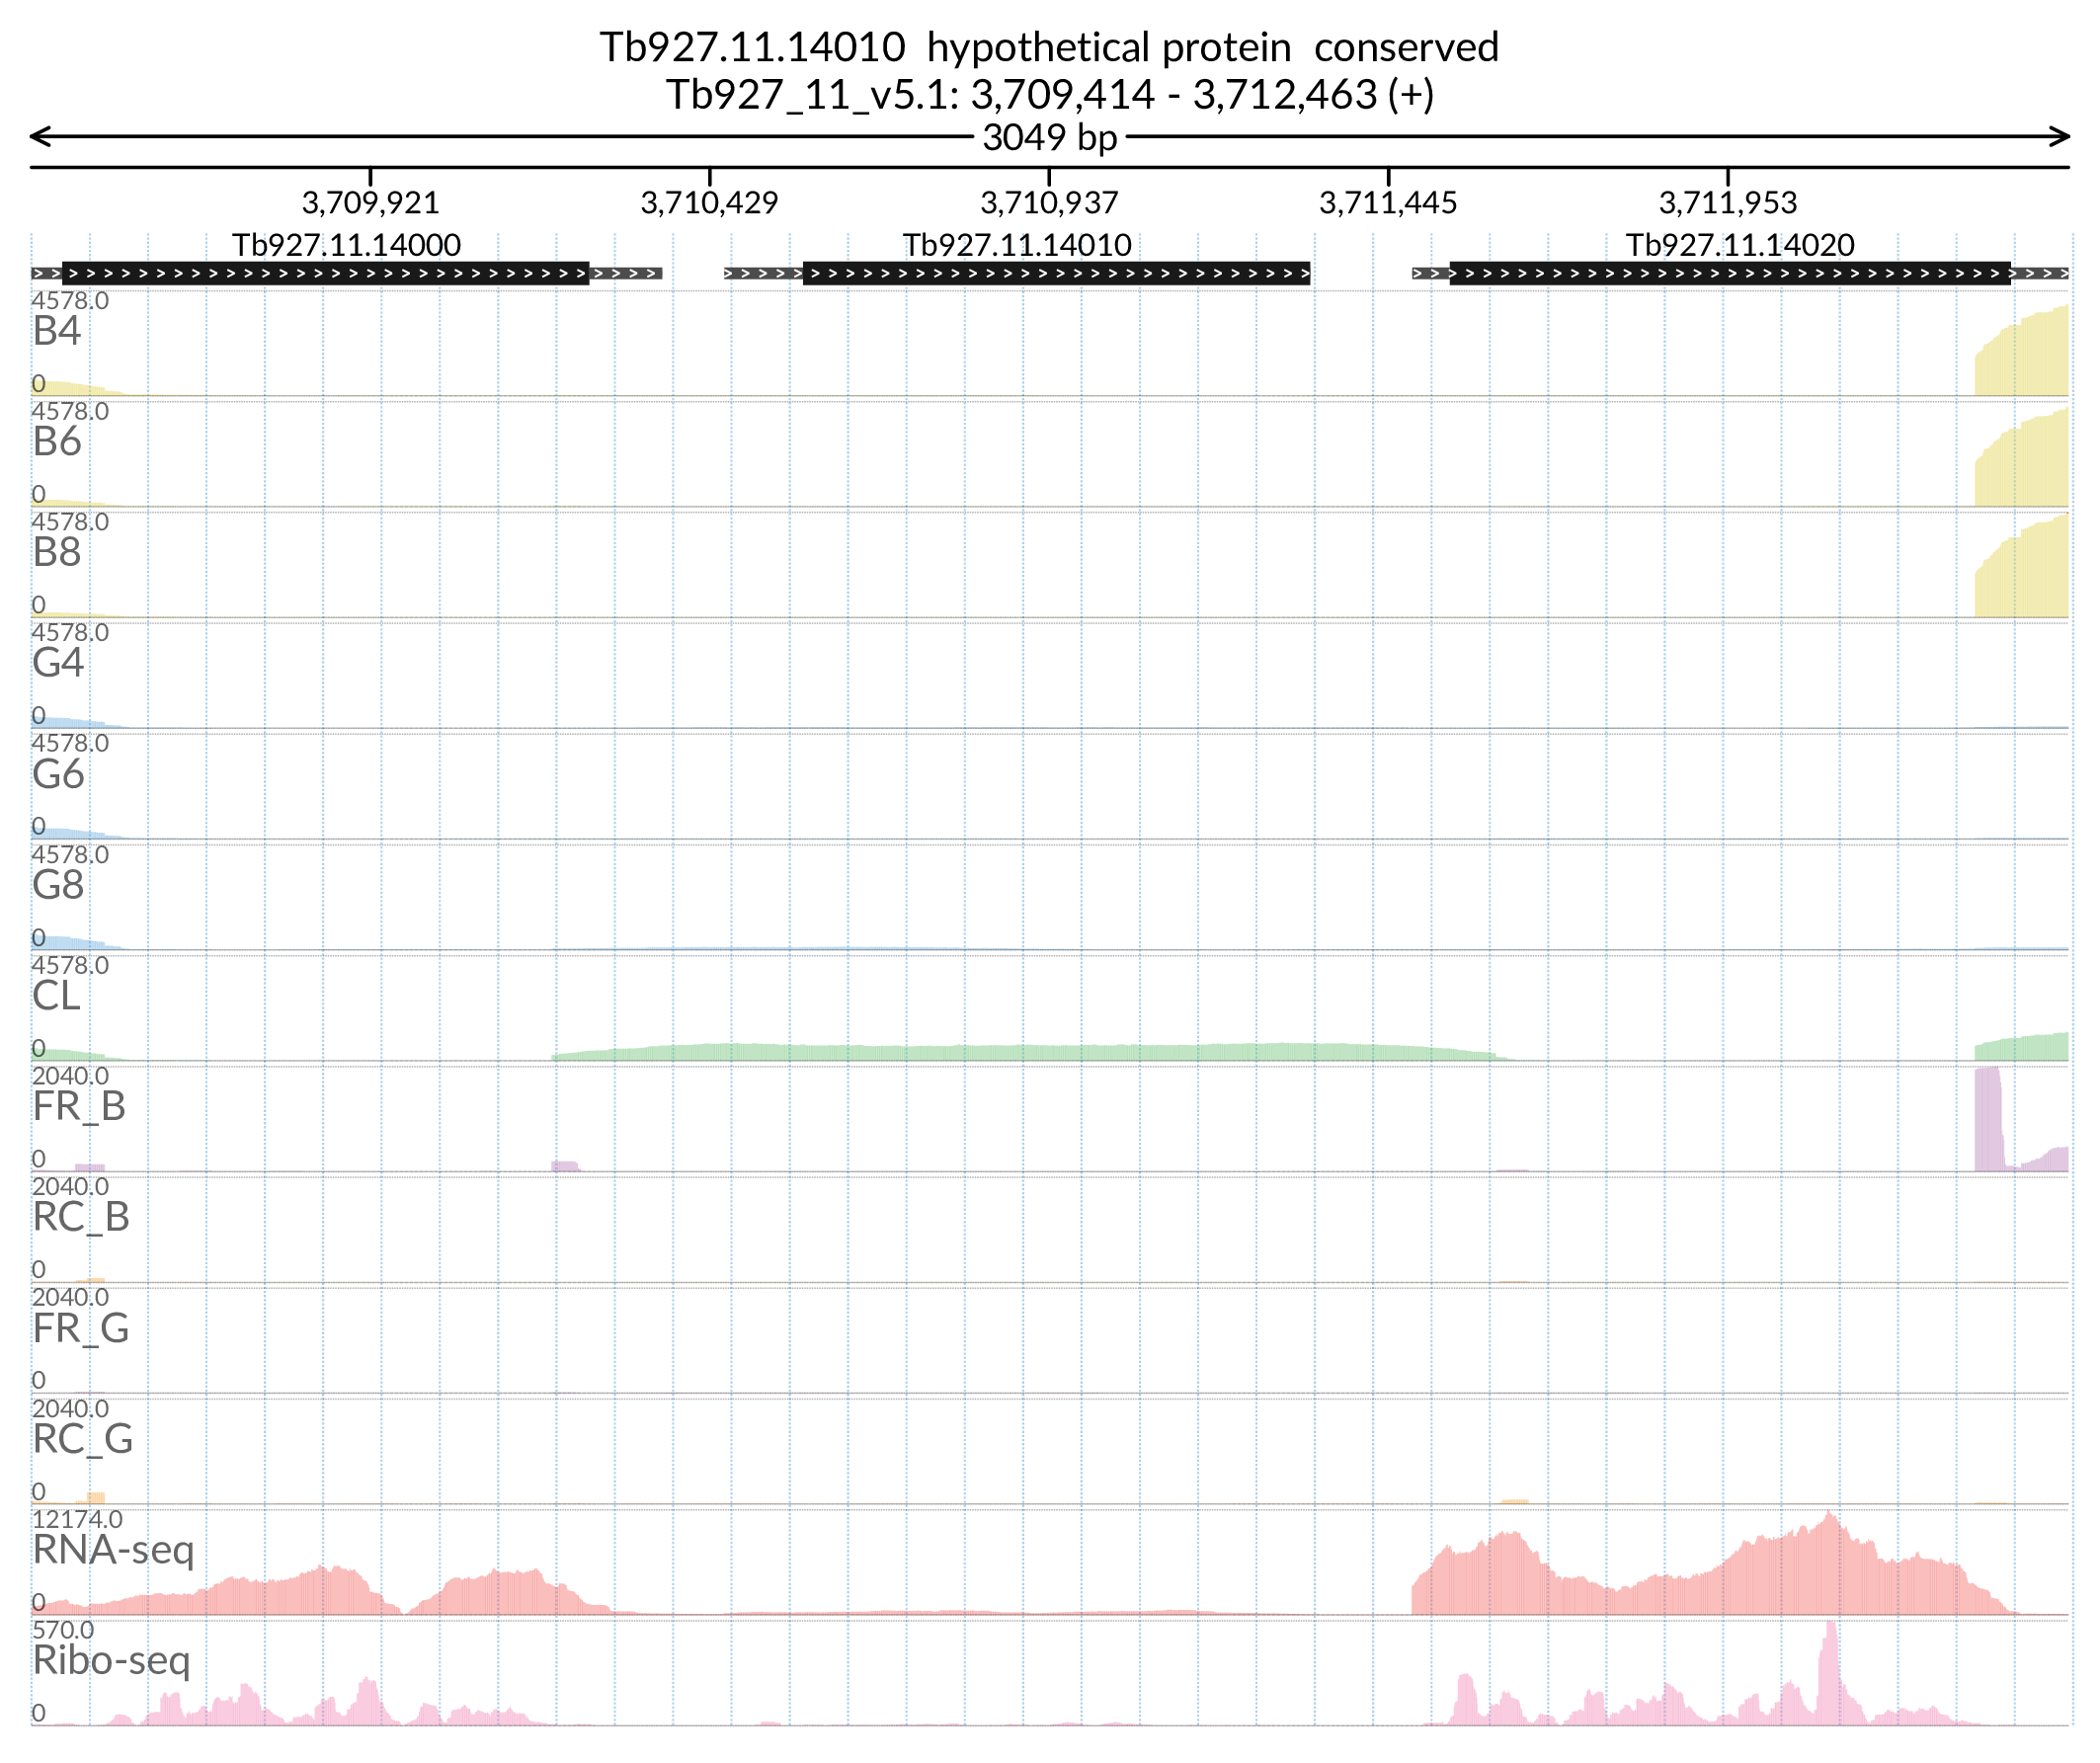 Tb927.11.14010 hypothetical protein conserved
Tb927_11_v5.1: 3,709,414 - 3,712,463 (+)
3049 bp
3,709,921 3,710,429 3,710,937 3,711,445 3,711,953
Tb927.11.14000 Tb927.11.14010 Tb927.11.14020
4578.0
B4
0
4578.0
B6
0
4578.0
B8
0
4578.0
G4
0
4578.0
G6
0
4578.0
G8
0
4578.0
CL
0
2040.0
FR_B
0
2040.0
RC_B
0
2040.0
FR_G
0
2040.0
RC_G
0
12174.0
RNA-seq
0
570.0
Ribo-seq
0